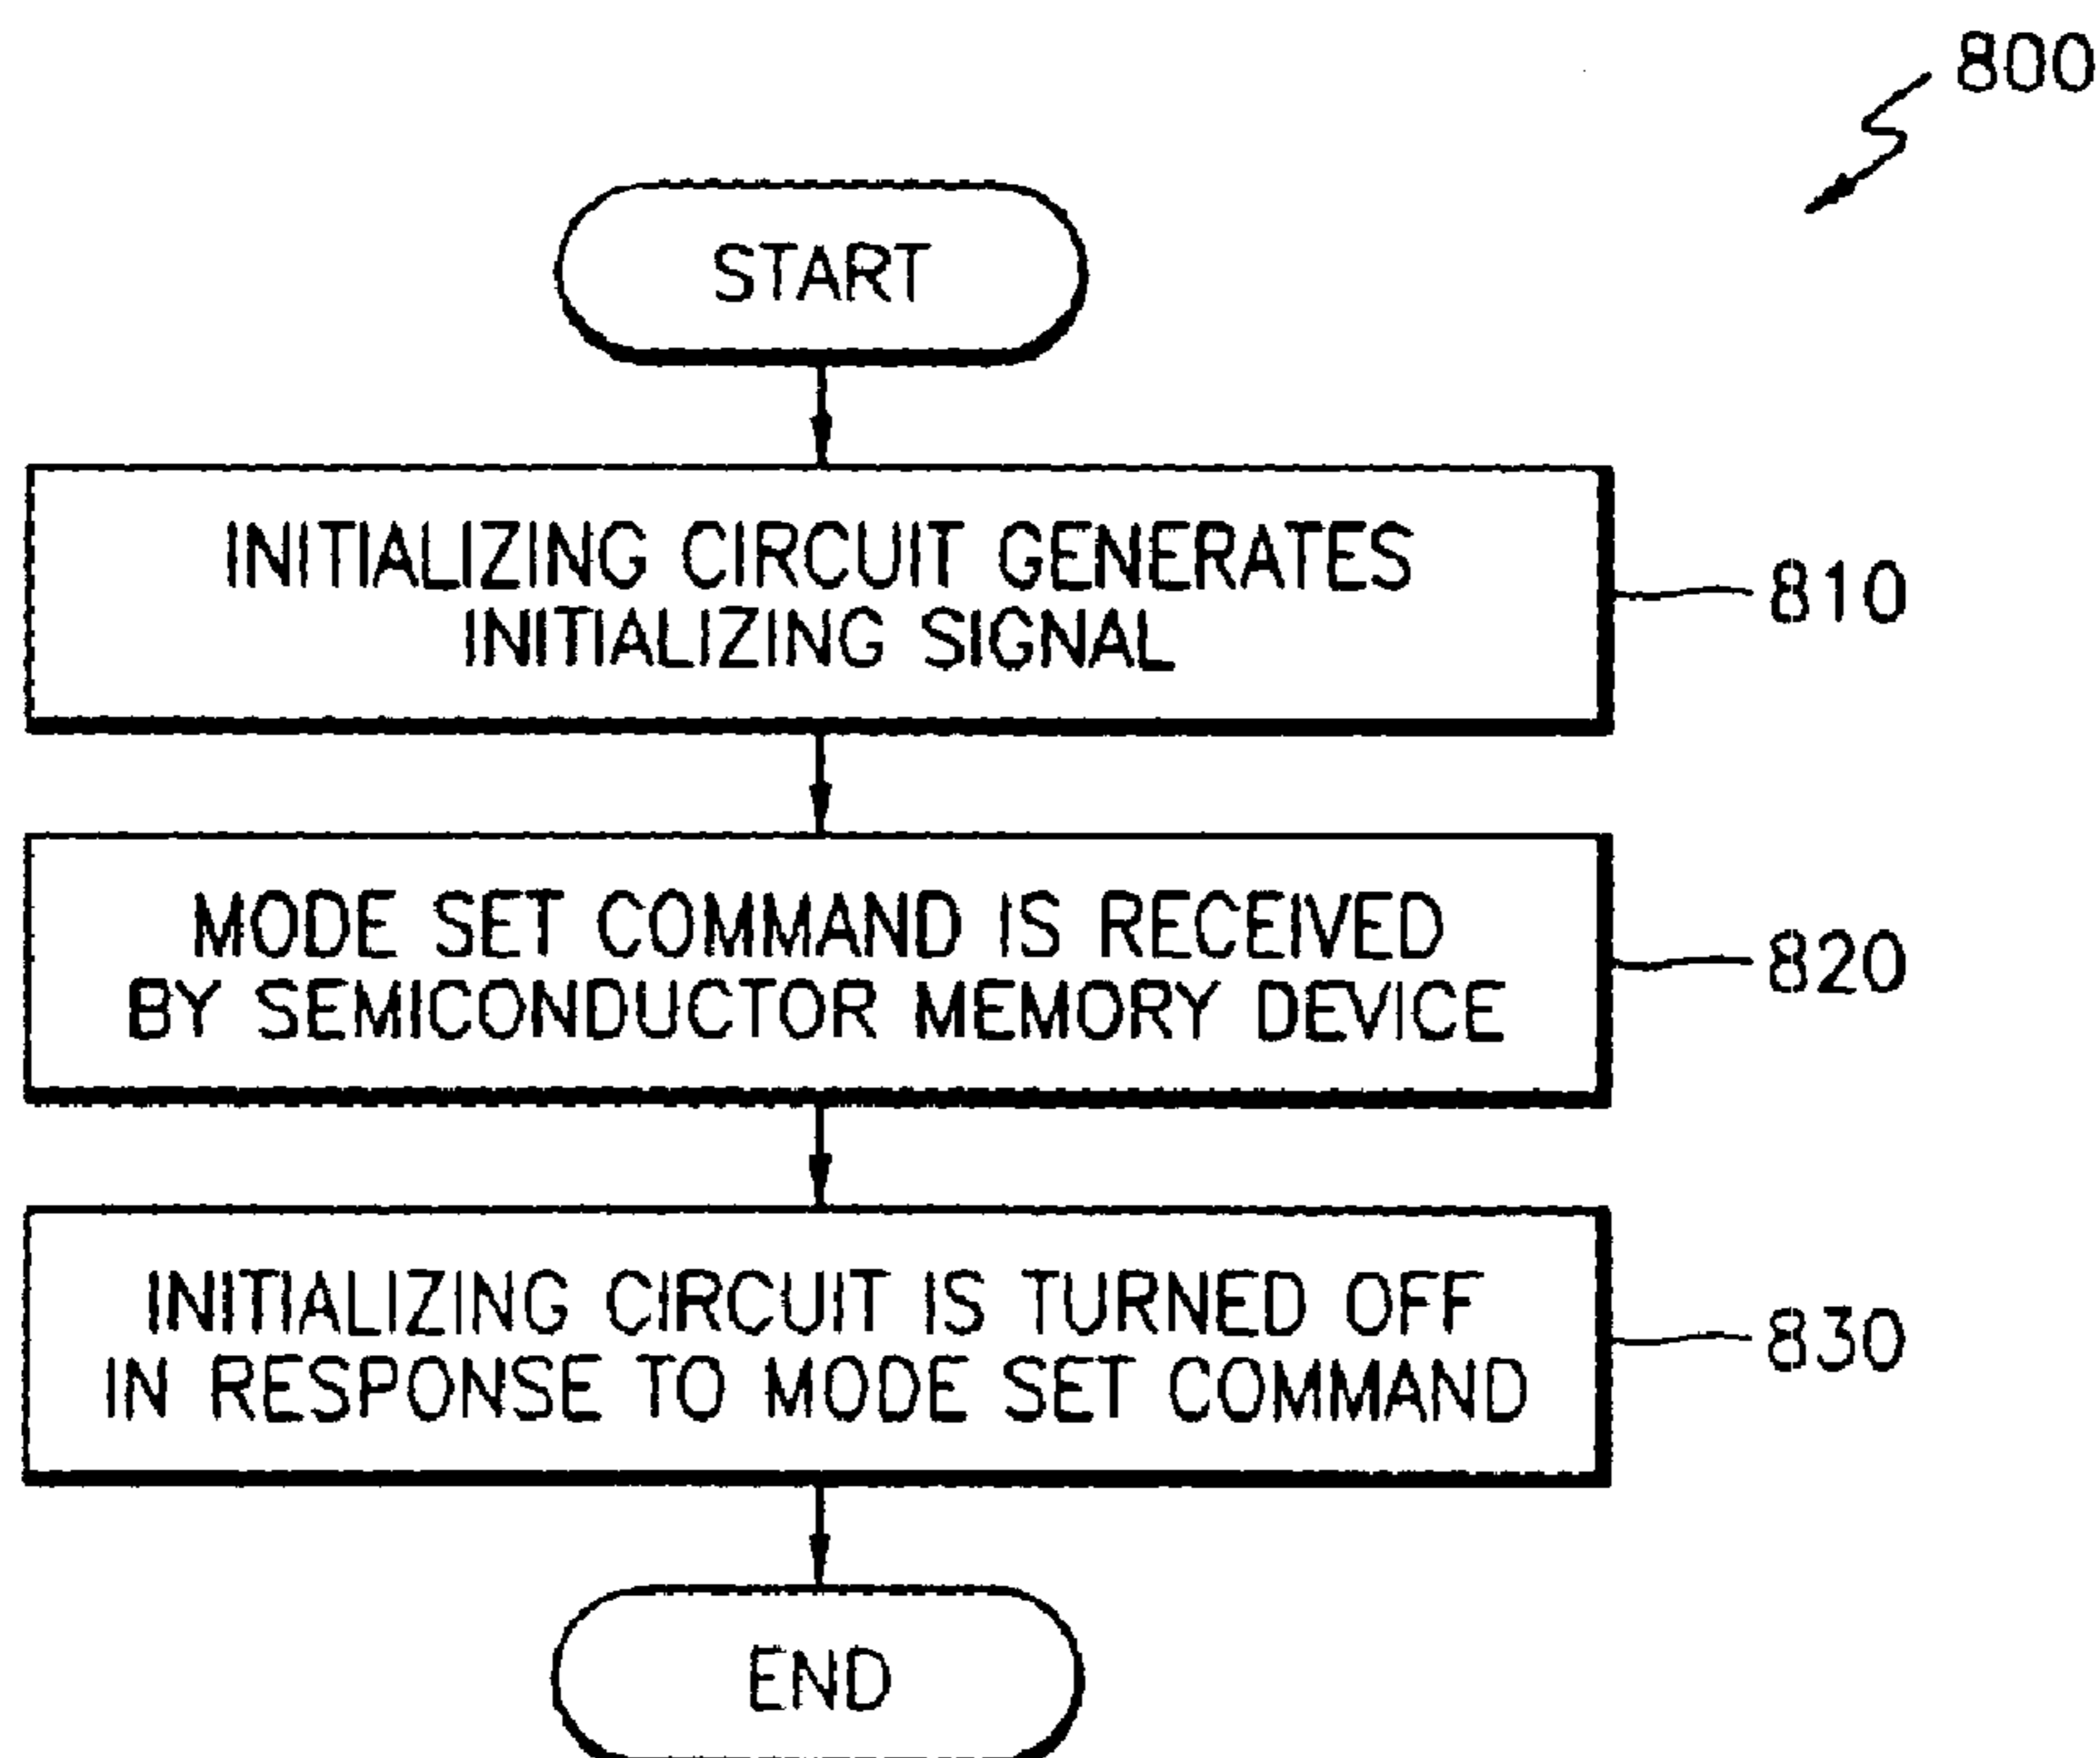 800
START
INITIALIZING CIRCUIT GENERATES
INITIALIZING SIGNAL
810
MODE SET COMMAND IS RECEIVED
BY SEMICONDUCTOR MEMORY DEVICE
820
INITIALIZING CIRCUIT IS TURNED OFF
IN RESPONSE TO MODE SET COMMAND
830
END